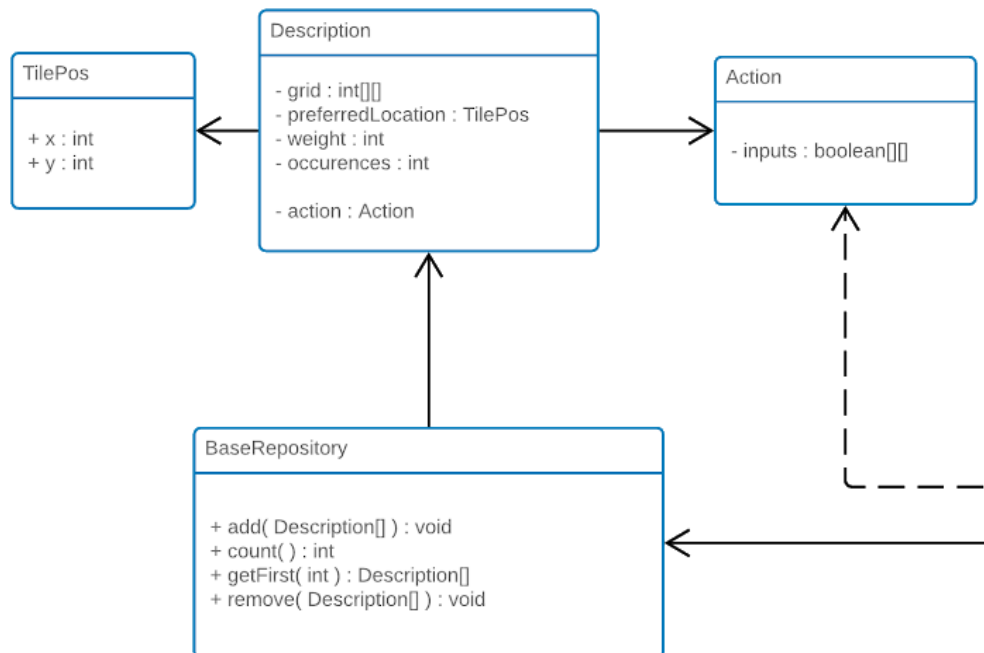 Description
- grid : int[][]
- preferredLocation : TilePos
- weight : int
- occurences : int
- action : Action
TilePos
+ x : int
+ y : int
Action
- inputs : boolean[][]
BaseRepository
+ add( Description[] ) : void
+ count( ) : int
+ getFirst( int ) : Description[]
+ remove( Description[] ) : void